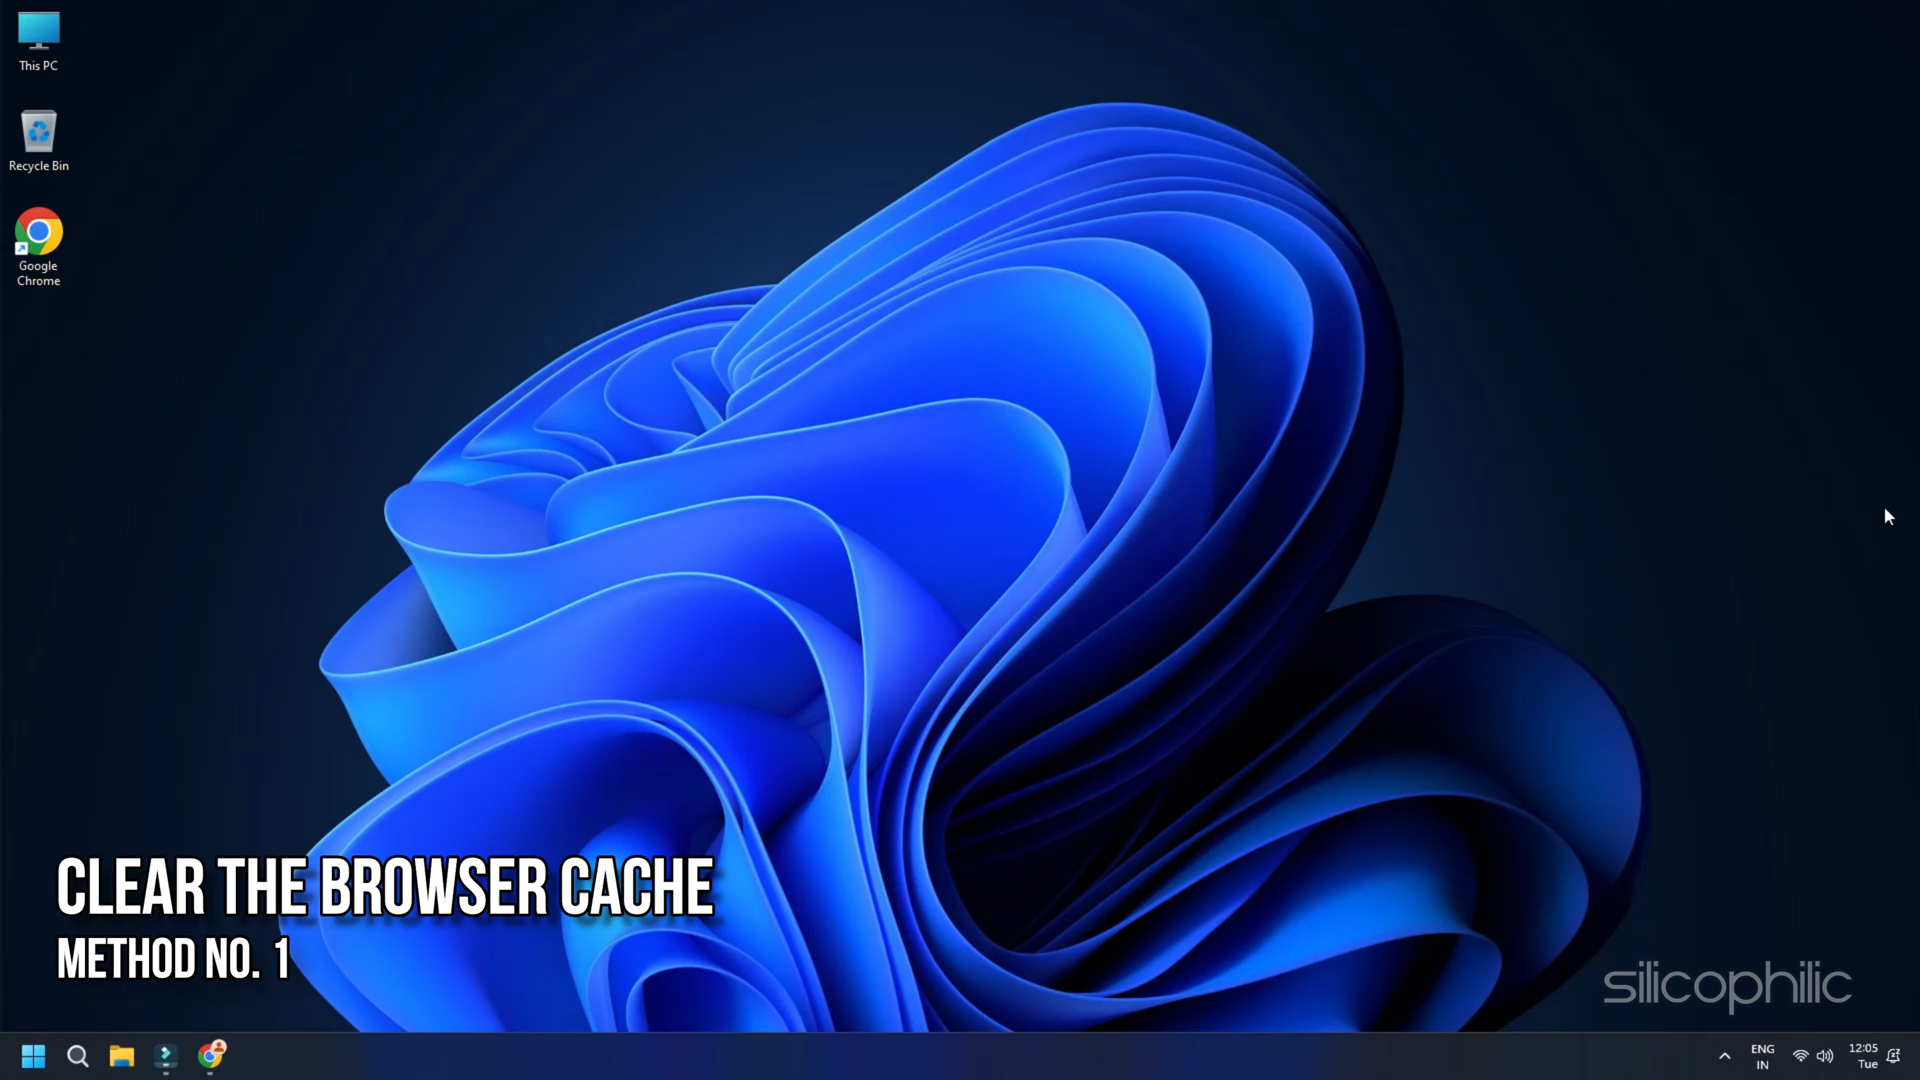 This PC
Recycle Bin
Google
Chrome
CLEAR THE BROWSER CACHE
METHOD NO. 1
silicophilic
ENG
IN
12:05
Tue